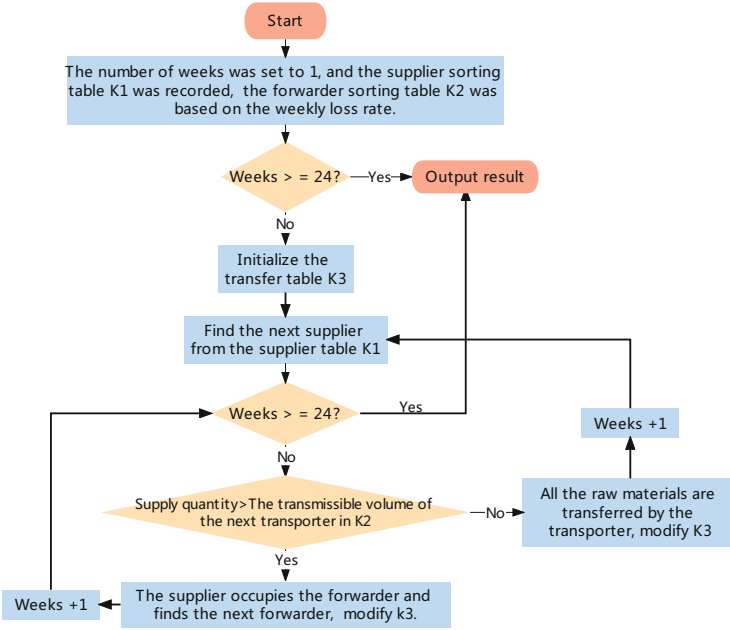 Start
The number of weeks was set to 1, and the supplier sorting
table K1 was recorded, the forwarder sorting table K2 was
based on the weekly loss rate.
Weeks > = 24?
Yes
Output result
No
Initialize the
transfer table K3
Find the next supplier
from the supplier table K1
Weeks > = 24?
Yes
Weeks +1
No
Supply quantity>The transmissible volume of
the next transporter in K2
No
All the raw materials are
transferred by the
transporter, modify K3
Yes
The supplier occupies the forwarder and
finds the next forwarder, modify k3.
Weeks +1